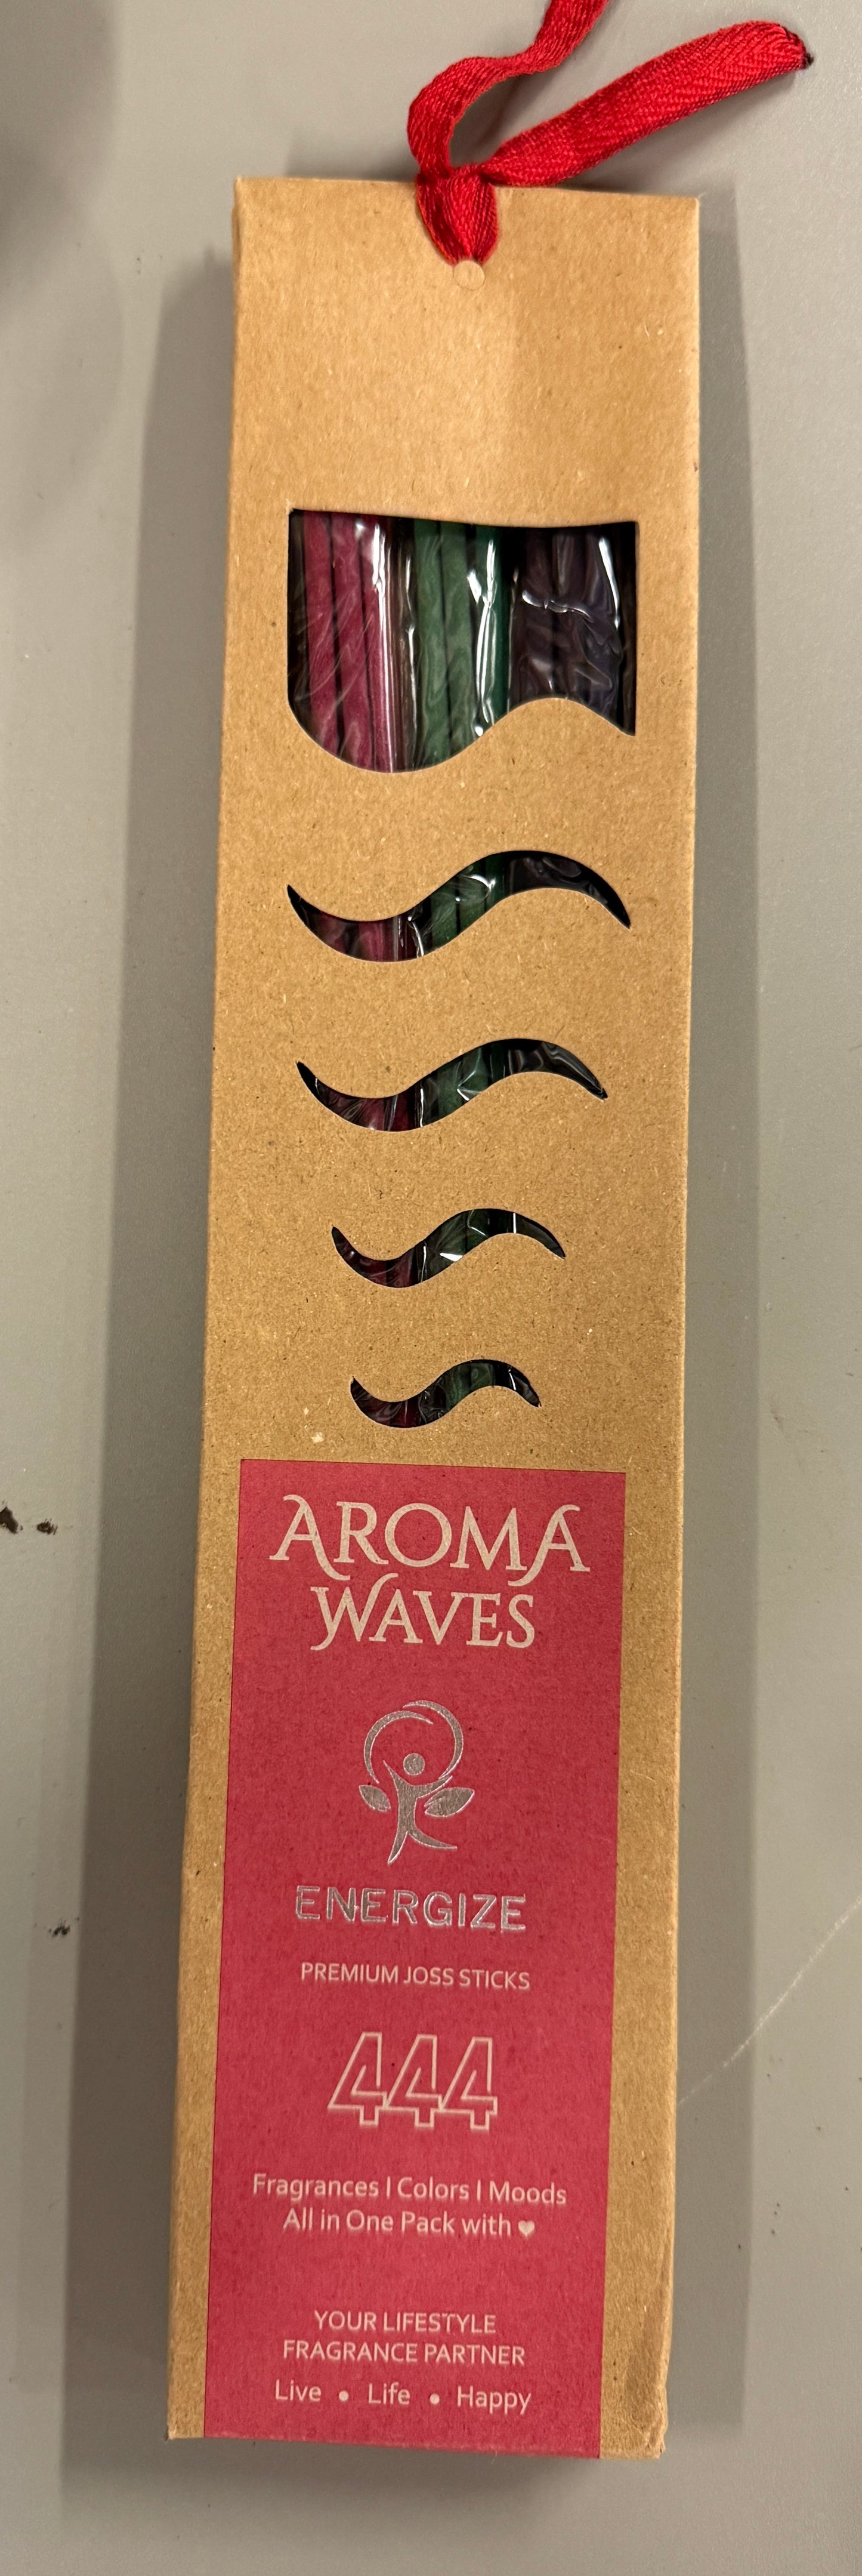 AROMA
WAVES
ENERGIZE
PREMIUM JOSS STICKS
444
Fragrances | Colors | Moods
All in One Pack with ♥
YOUR LIFESTYLE
FRAGRANCE PARTNER
Live • Life • Happy